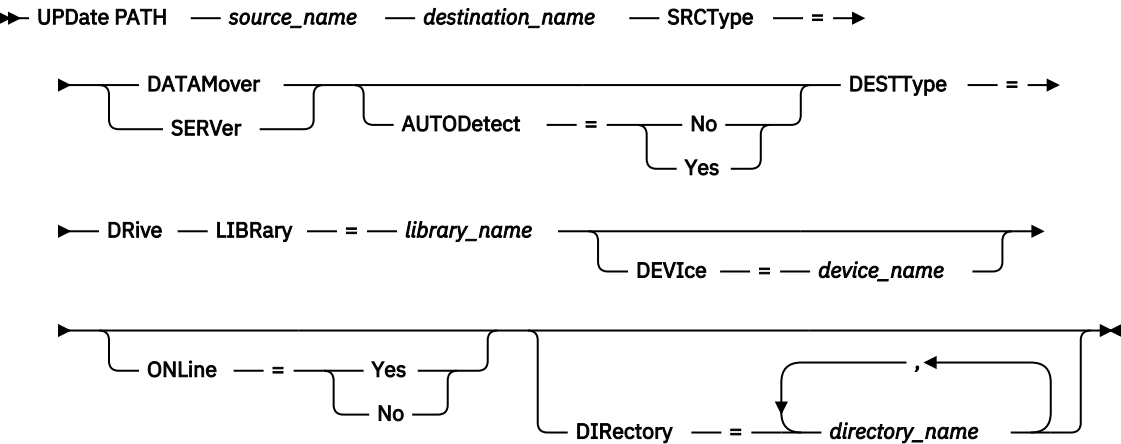 UPDate PATH source_name destination_name SRCType =
DATAMover DESTType =
SERVer AUTODetect = No
Yes
DRive LIBRary = library_name
DEVIce = device_name
ONLine = Yes
No
,
DIRectory = directory_name